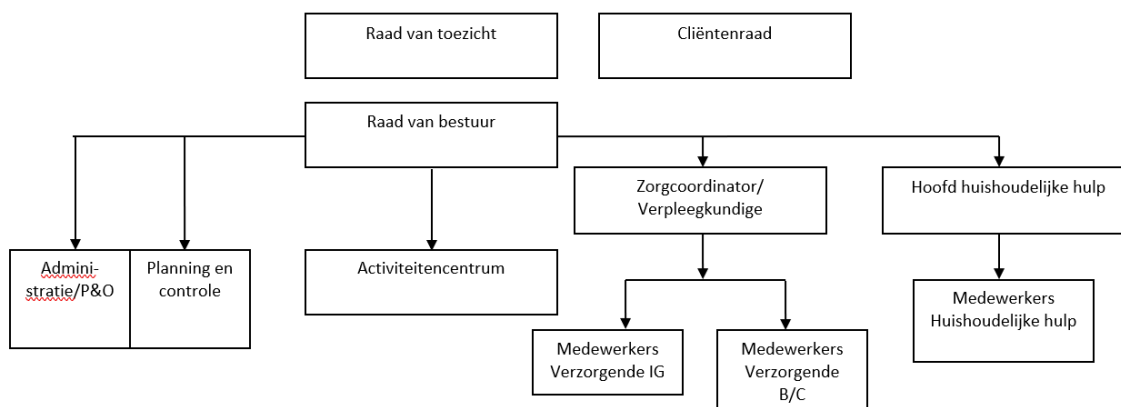 Raad van toezicht
Cliëntenraad
Raad van bestuur
Zorgcoordinator/
Verpleegkundige
Hoofd huishoudelijke hulp
Admini-
stratie/P&O
Planning en
controle
Activiteitencentrum
Medewerkers
Huishoudelijke hulp
Medewerkers
Verzorgende IG
Medewerkers
Verzorgende
B/C